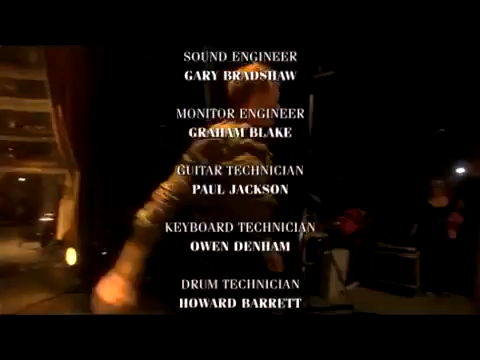 SOUND ENGINEER
GARY BRADSHAW
MONITOR ENGINEER
GRAHAM BLAKE
GUITAR TECHNICIAN
PAUL JACKSON
KEYBOARD TECHNICIAN
OWEN DENHAM
DRUM TECHNICIAN
HOWARD BARRETT